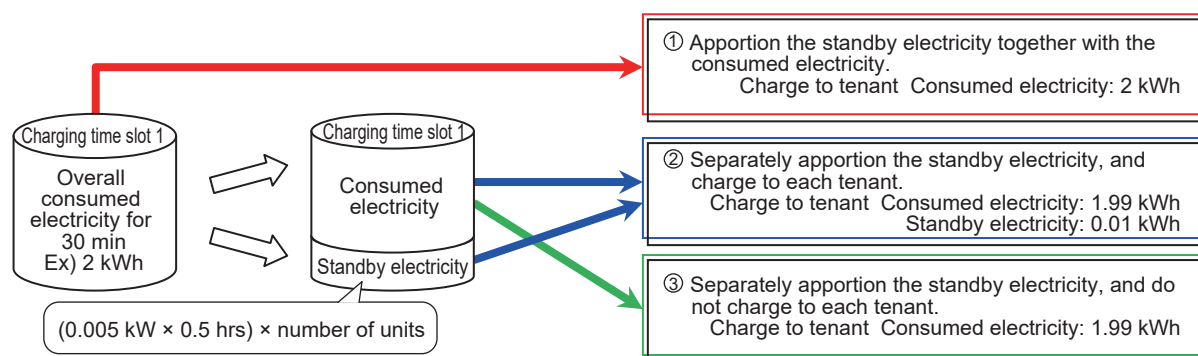 ① Apportion the standby electricity together with the
consumed electricity.
Charge to tenant Consumed electricity: 2 kWh
Charging time slot 1
Overall
consumed
electricity for
30 min
Ex) 2 kWh
Charging time slot 1
Consumed
electricity
Standby electricity
(0.005 kW × 0.5 hrs) × number of units
② Separately apportion the standby electricity, and
charge to each tenant.
Charge to tenant Consumed electricity: 1.99 kWh
Standby electricity: 0.01 kWh
③ Separately apportion the standby electricity, and do
not charge to each tenant.
Charge to tenant Consumed electricity: 1.99 kWh